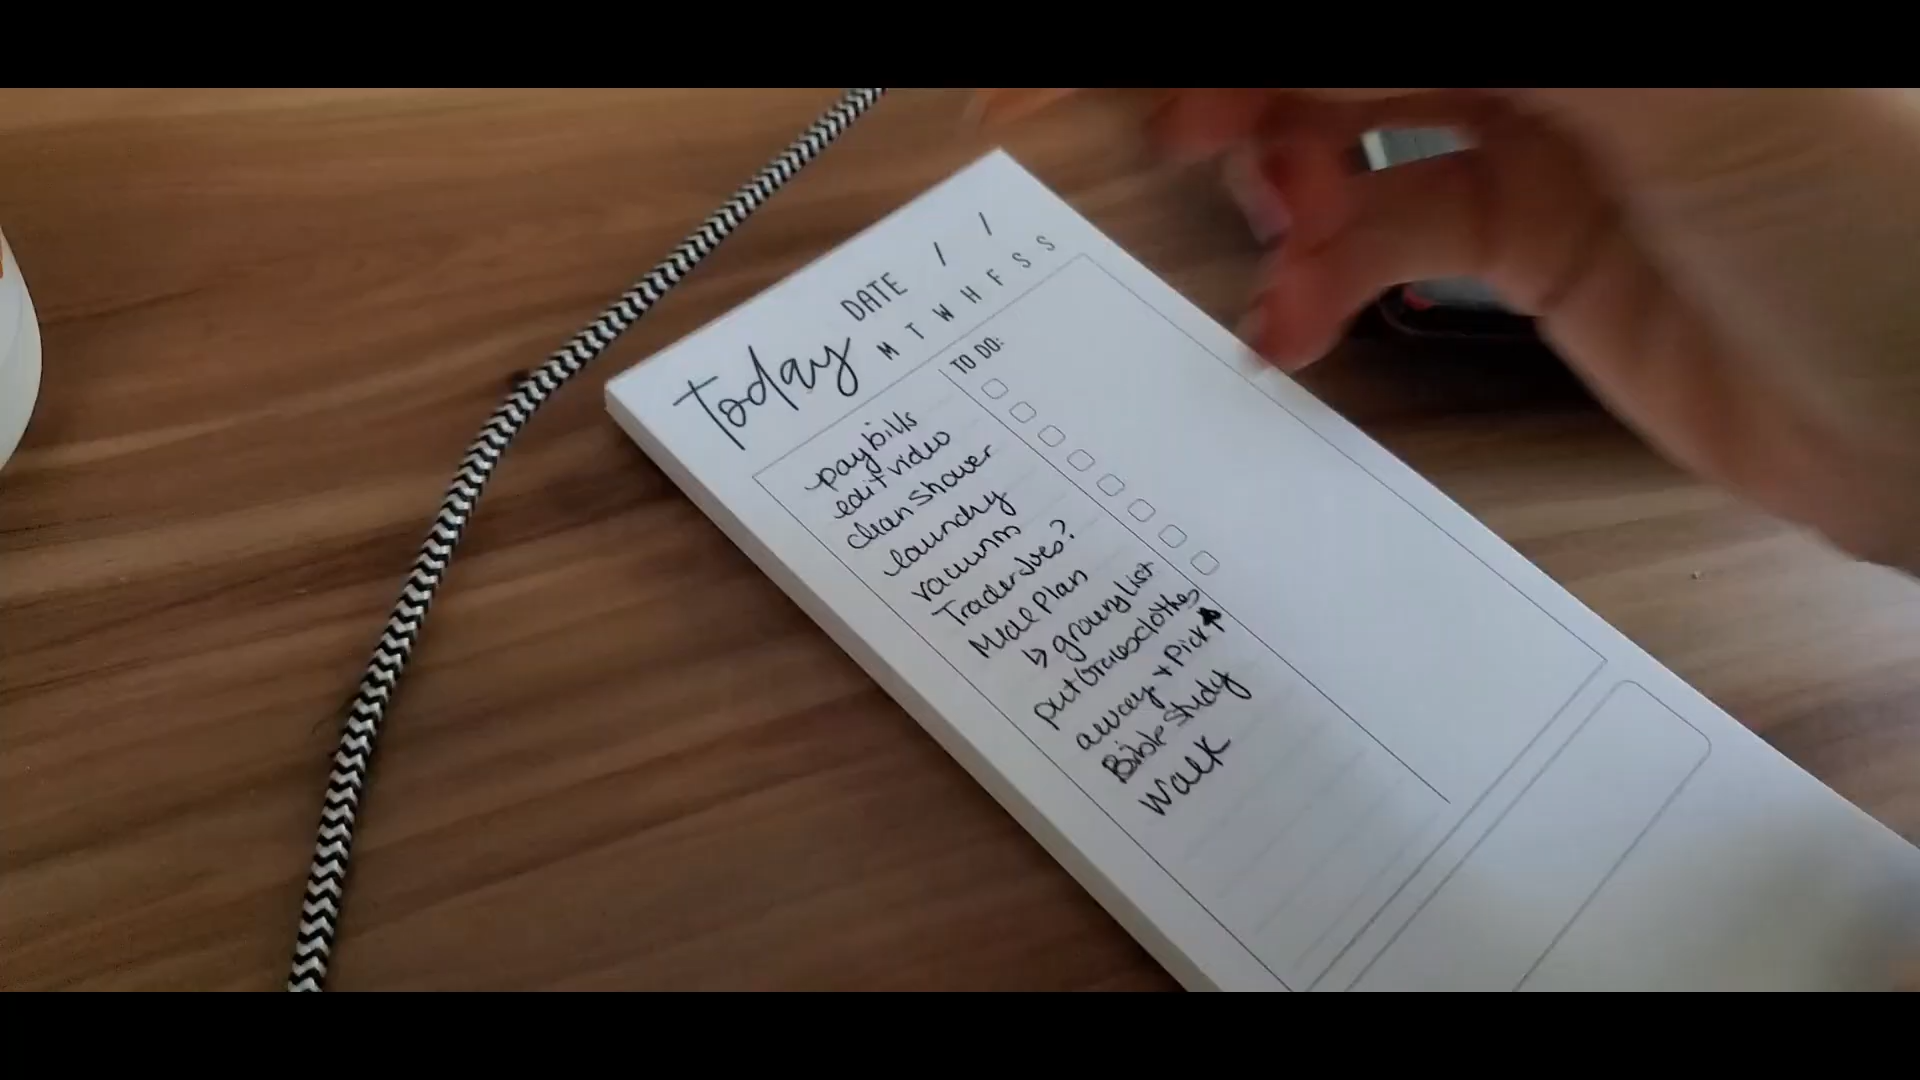 today
DATE / /
M T W H F S S
TO DO:
pay bills
edit video
clean shower
laundry
vacuum
Trader Joes?
Meal Plan
↳ grocery list
put clothes
away + Pick ↑
Bible Study
Walk